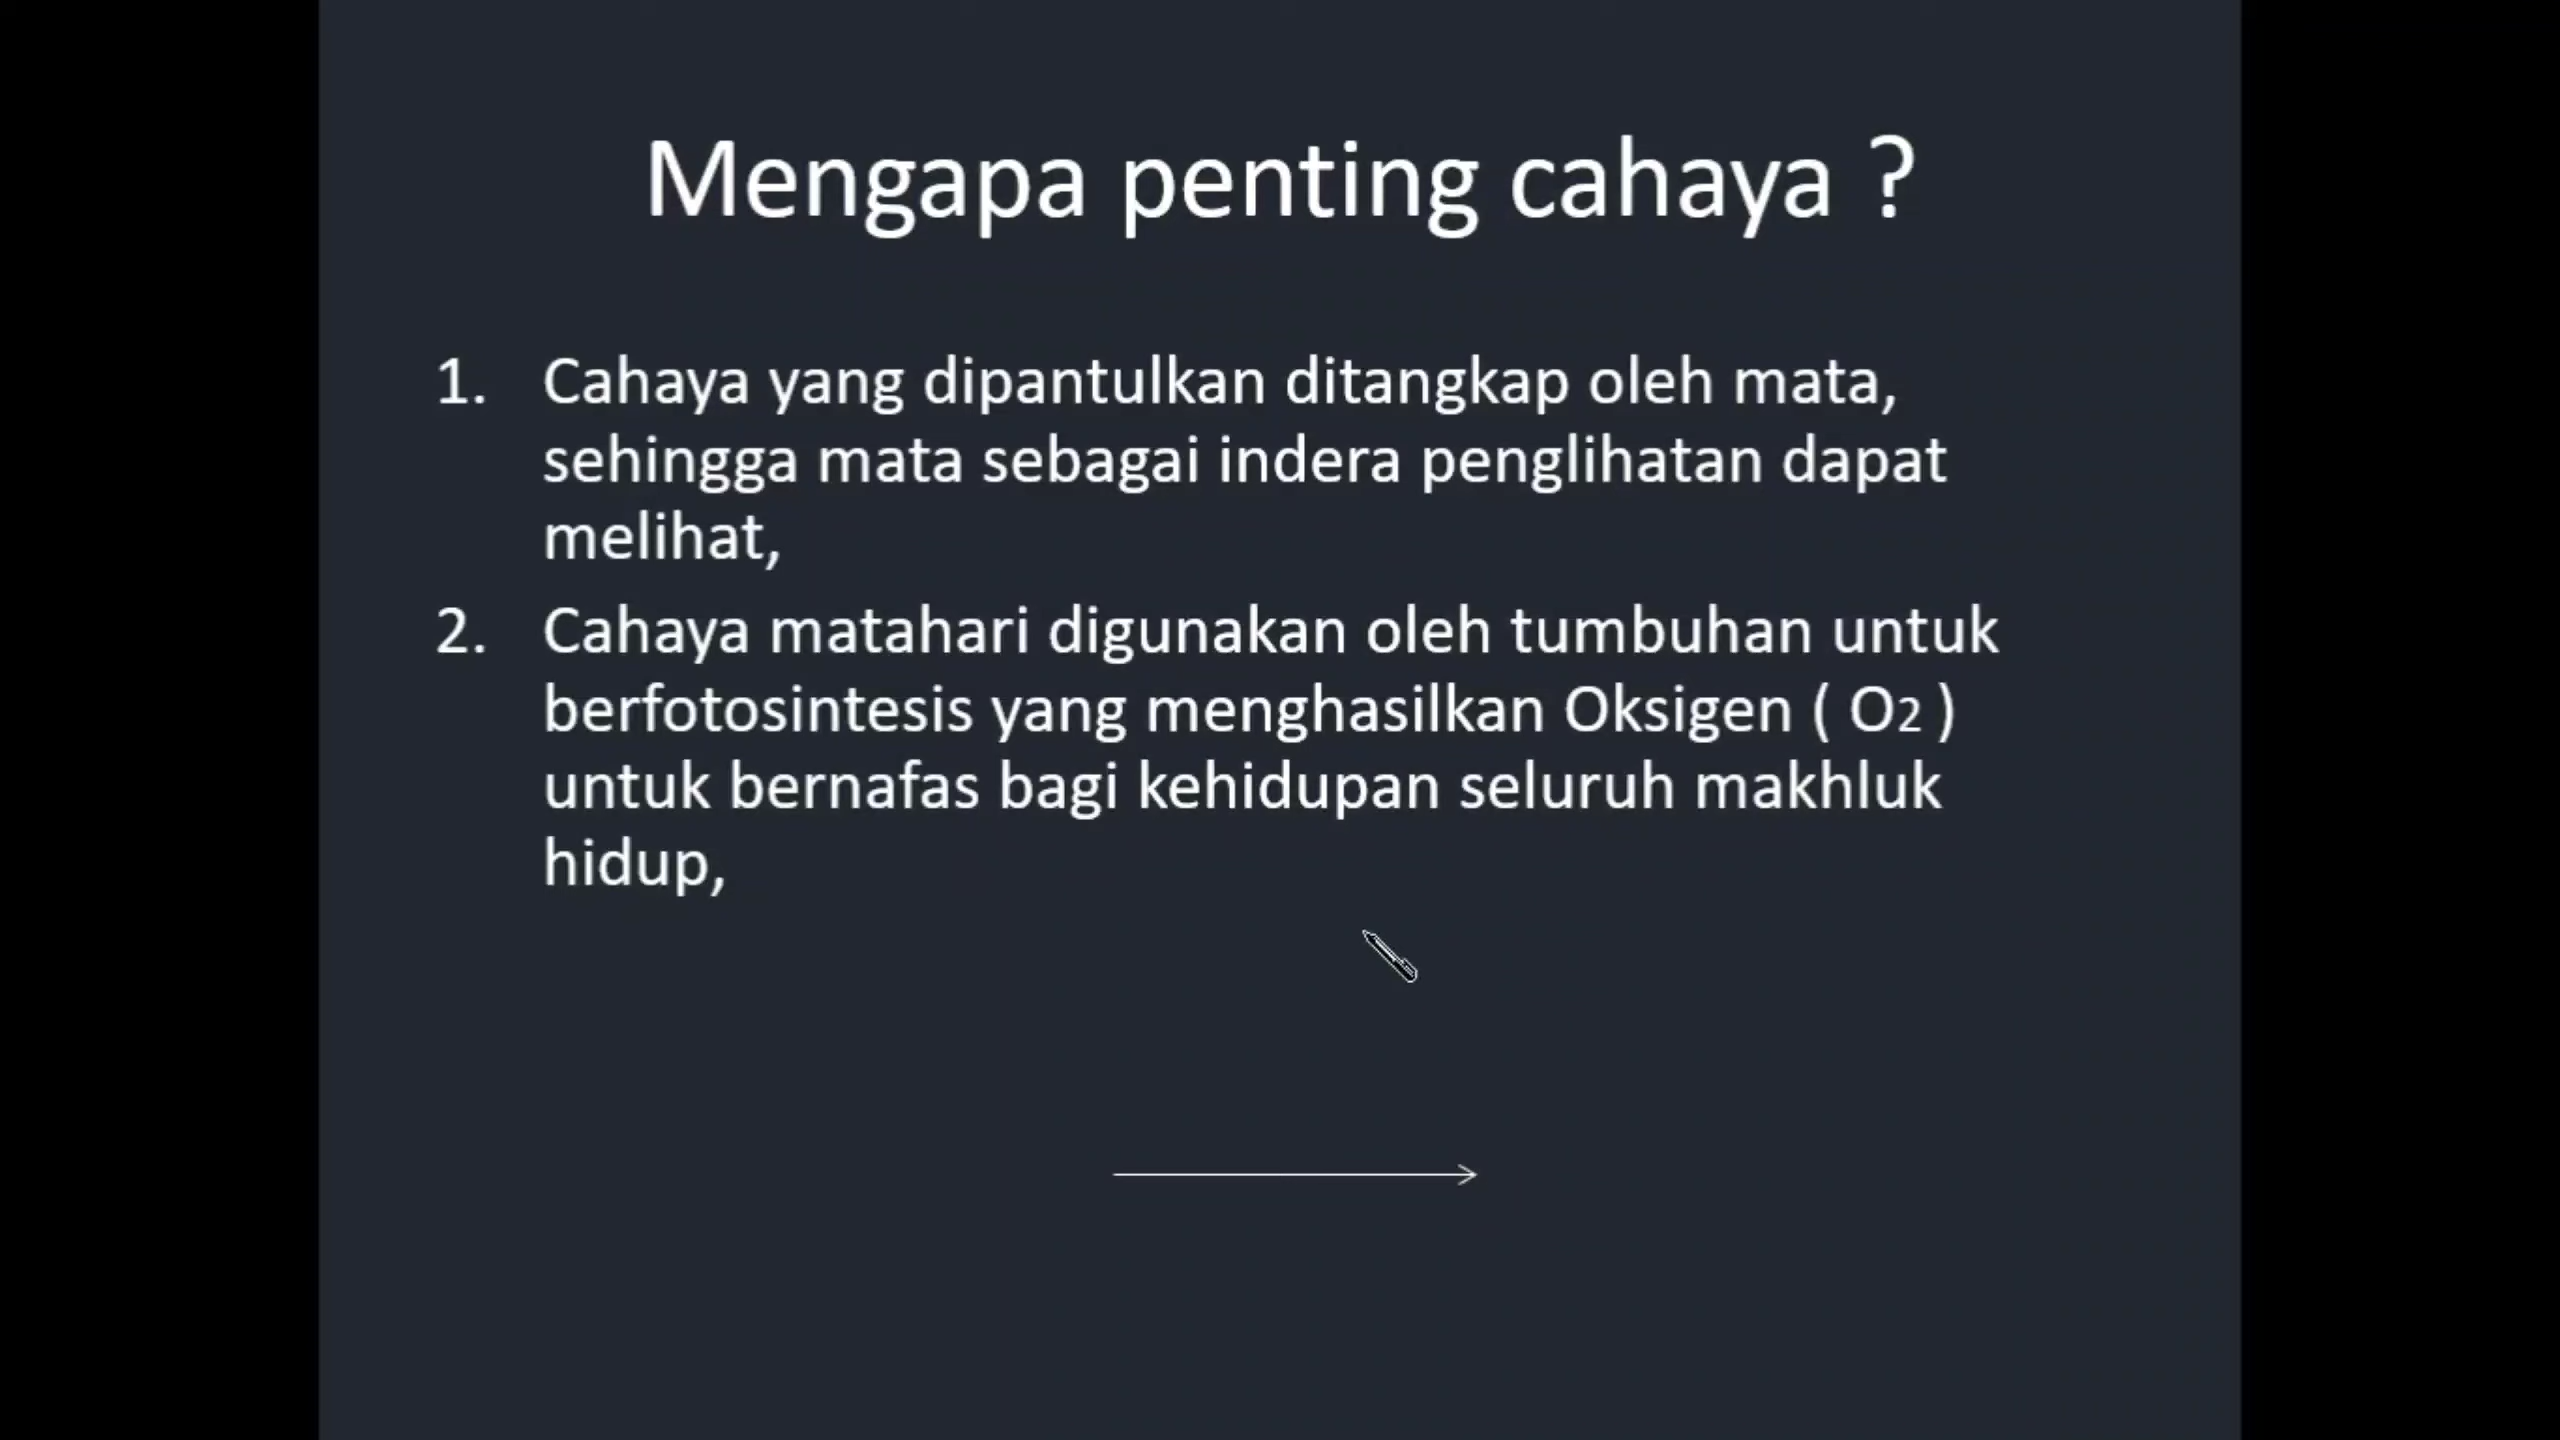 Mengapa penting cahaya ?
1. Cahaya yang dipantulkan ditangkap oleh mata,
sehingga mata sebagai indera penglihatan dapat
melihat,
2. Cahaya matahari digunakan oleh tumbuhan untuk
berfotosintesis yang menghasilkan Oksigen ( O2 )
untuk bernafas bagi kehidupan seluruh makhluk
hidup,